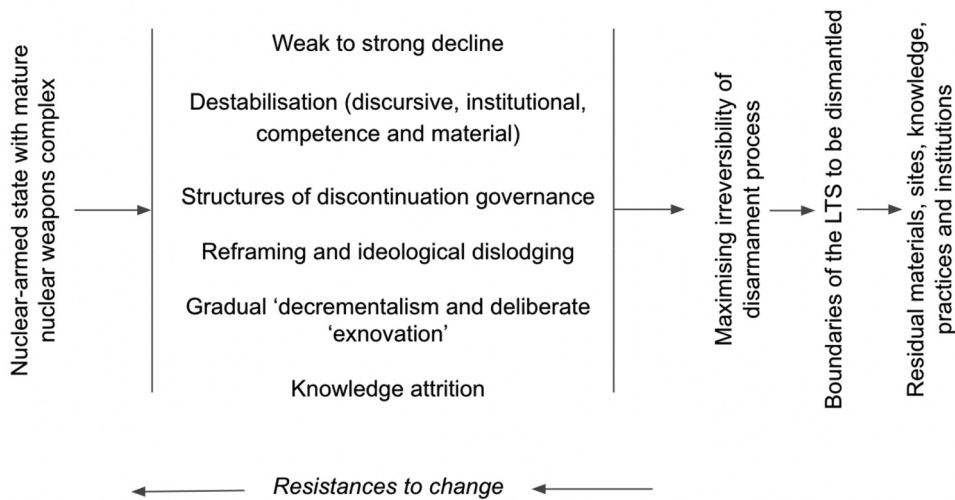 Nuclear-armed state with mature
nuclear weapons complex
Weak to strong decline
Destabilisation (discursive, institutional,
competence and material)
Structures of discontinuation governance
Reframing and ideological dislodging
Gradual ‘decrementalism and deliberate
‘exnovation’
Knowledge attrition
Maximising irreversibility of
disarmament process
Boundaries of the LTS to be dismantled
Residual materials, sites, knowledge,
practices and institutions
Resistances to change